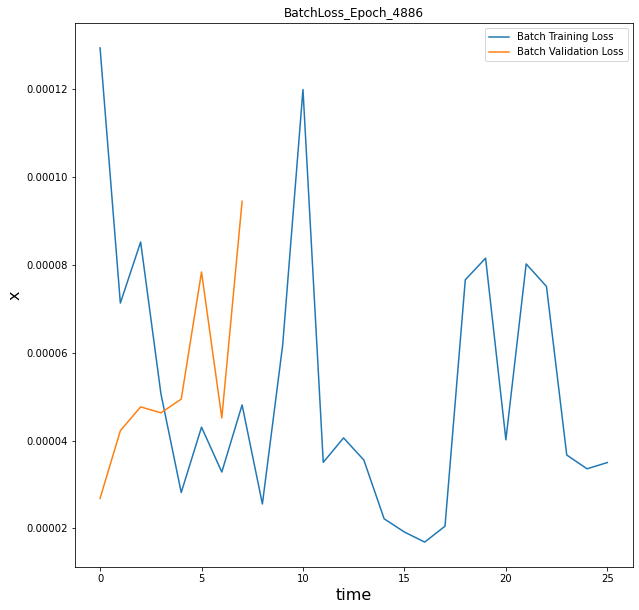 BatchLoss_Epoch_4886
Batch Training Loss
Batch Validation Loss
0.00012
0.00010
0.00008
0.00006
0.00004
0.00002
x
0 5 10 15 20 25
time